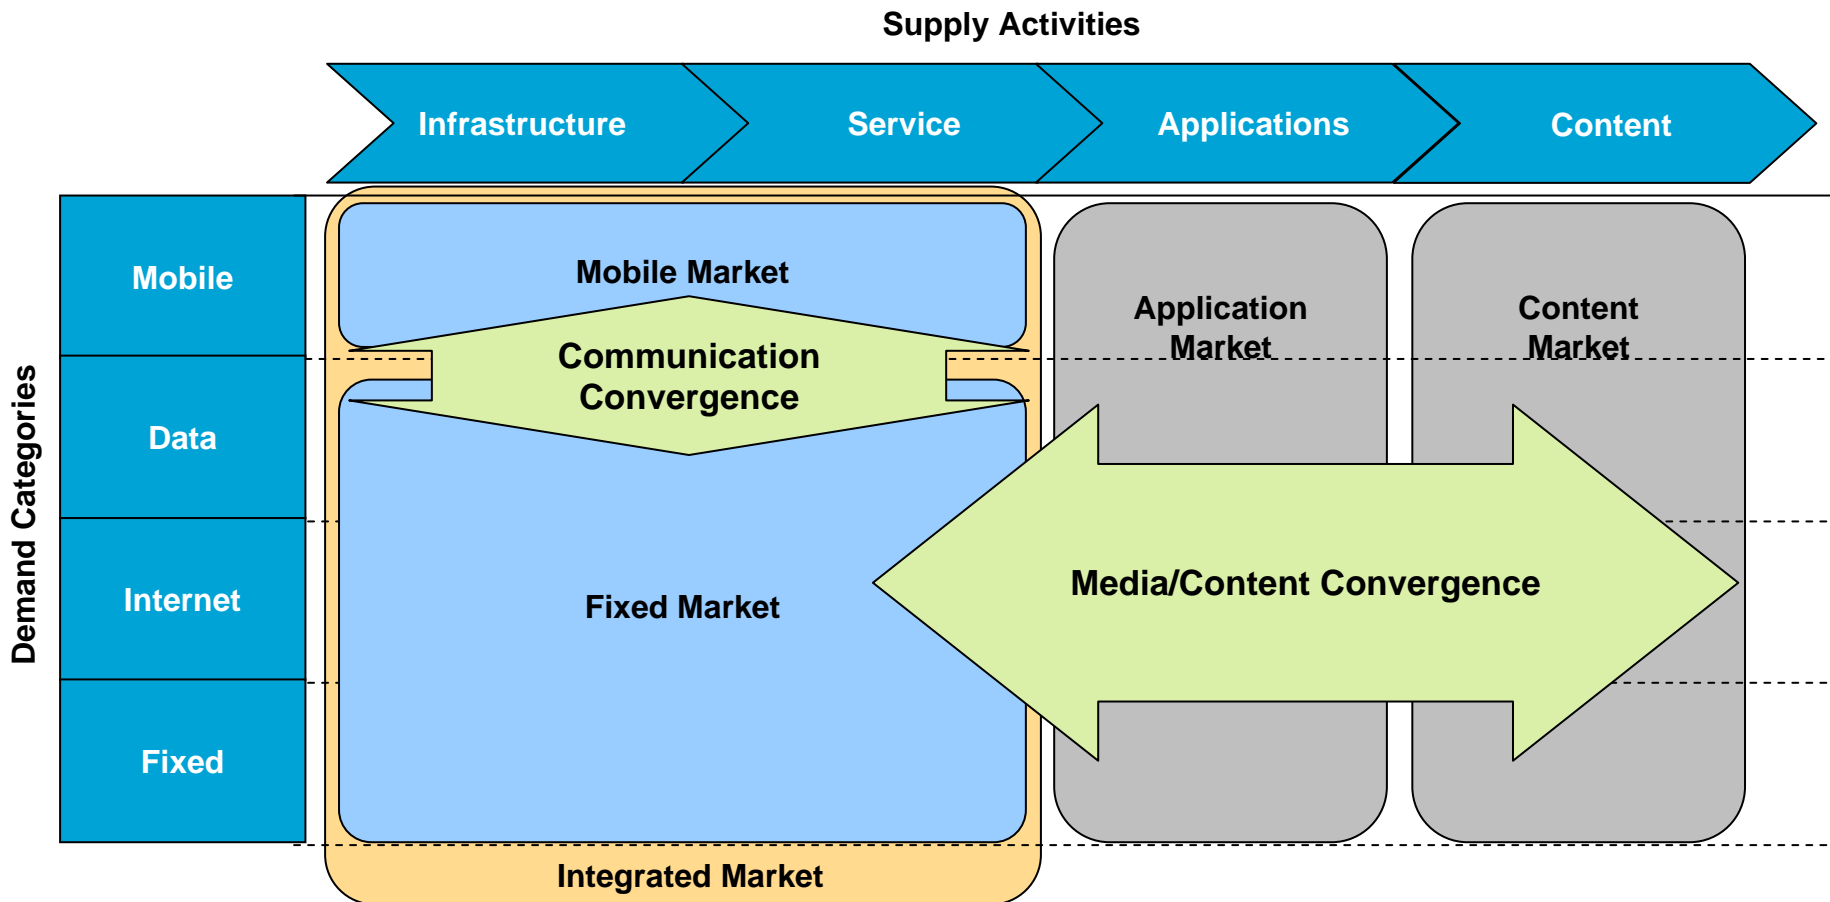 Supply Activities
Infrastructure
Service
Applications
Content
Demand Categories
Mobile
Data
Internet
Fixed
Mobile Market
Communication
Convergence
Application
Market
Content
Market
Fixed Market
Media/Content Convergence
Integrated Market